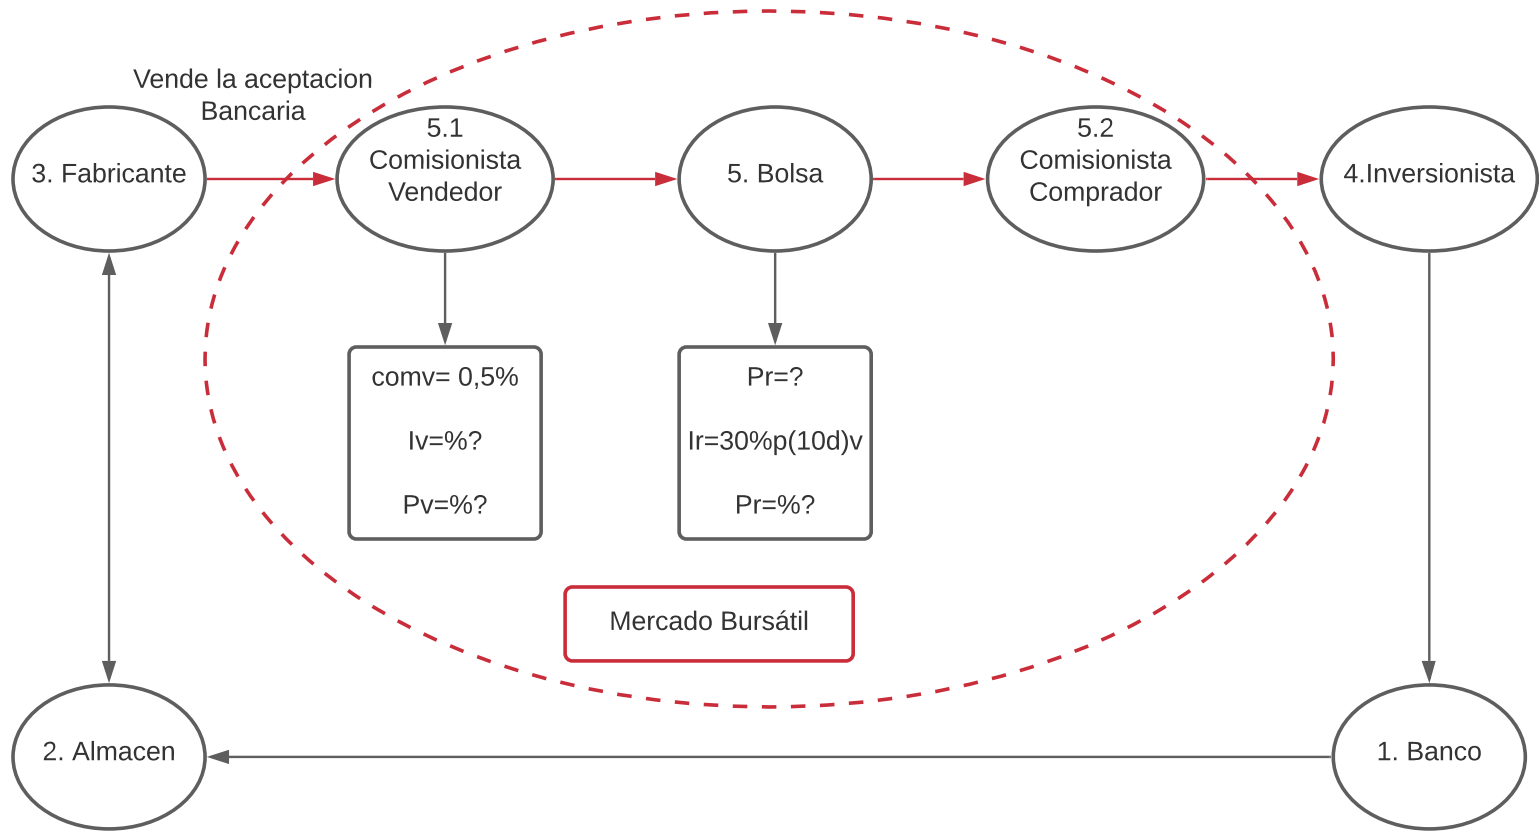 Vende la aceptacion
Bancaria
3. Fabricante
5.1
Comisionista
Vendedor
5. Bolsa
5.2
Comisionista
Comprador
4.Inversionista
comv= 0,5%
Iv=%?
Pv=%?
Pr=?
Ir=30%p(10d)v
Pr=%?
Mercado Bursátil
2. Almacen
1. Banco